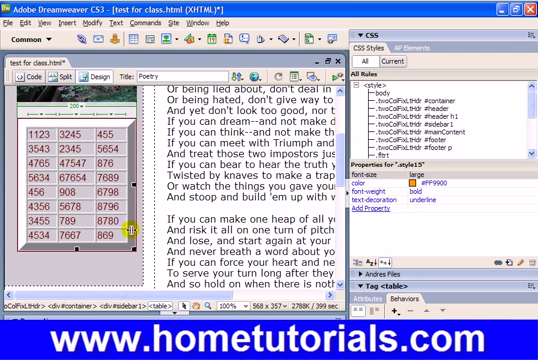 Adobe Dreamweaver CS3 - [test for class.html (XHTML)*]
File Edit View Insert Modify Text Commands Site Window Help
Common
test for class.html*
Code Split Design Title: Poetry
200
1123 3245 455
3543 2345 5654
4765 47547 876
5634 67654 7689
456 908 6798
4356 5678 8796
3455 789 8780
4534 7667 869
Or being lied about, don't deal in
Or being hated, don't give way to
And yet don't look too good, nor t
If you can dream--and not make d
If you can think--and not make th
If you can meet with Triumph and
And treat those two impostors jus
If you can bear to hear the truth y
Twisted by knaves to make a trap
Or watch the things you gave your
And stoop and build 'em up with w
If you can make one heap of all yo
And risk it all on one turn of pitch
And lose, and start again at your
And never breath a word about yo
If you can force your heart and ne
To serve your turn long after they
And so hold on when there is noth
oColFixLtHdr <div #container> <div #sidebar1> <table>
100%
568 x 357 2788K / 399 sec
CSS
CSS Styles AP Elements
All Current
All Rules
<style>
body
.twoColFixLtHdr #container
.twoColFixLtHdr #header
.twoColFixLtHdr #header h1
.twoColFixLtHdr #sidebar1
.twoColFixLtHdr #mainContent
.twoColFixLtHdr #footer
.twoColFixLtHdr #footer p
.fltrt
Properties for ".style15"
font-size large
color #FF9900
font-weight bold
text-decoration underline
Add Property
Andres Files
Tag <table>
Attributes Behaviors
www.hometutorials.com